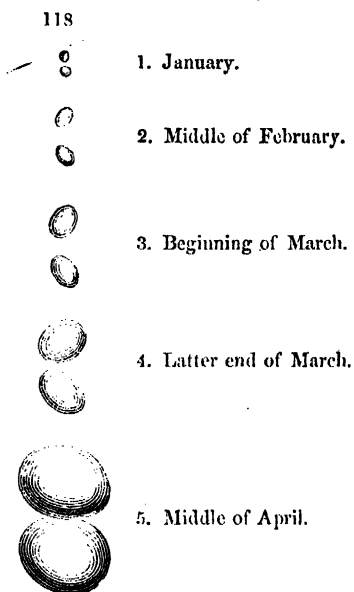 118
1. January.
2. Middle of February.
3. Beginning of March.
4. Latter end of March.
5. Middle of April.